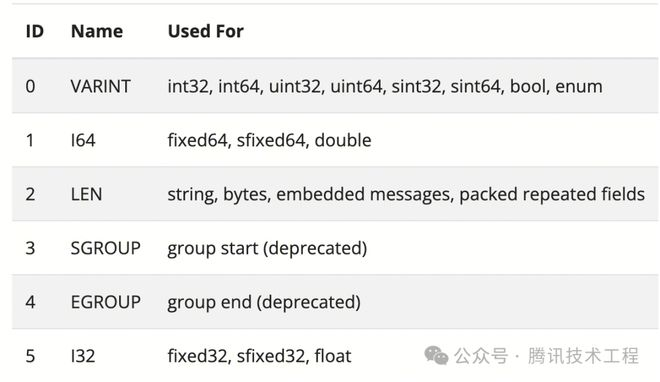 ID Name Used For
0 VARINT int32, int64, uint32, uint64, sint32, sint64, bool, enum
1 I64 fixed64, sfixed64, double
2 LEN string, bytes, embedded messages, packed repeated fields
3 SGROUP group start (deprecated)
4 EGROUP group end (deprecated)
5 I32 fixed32, sfixed32, float
公众号 · 腾讯技术工程